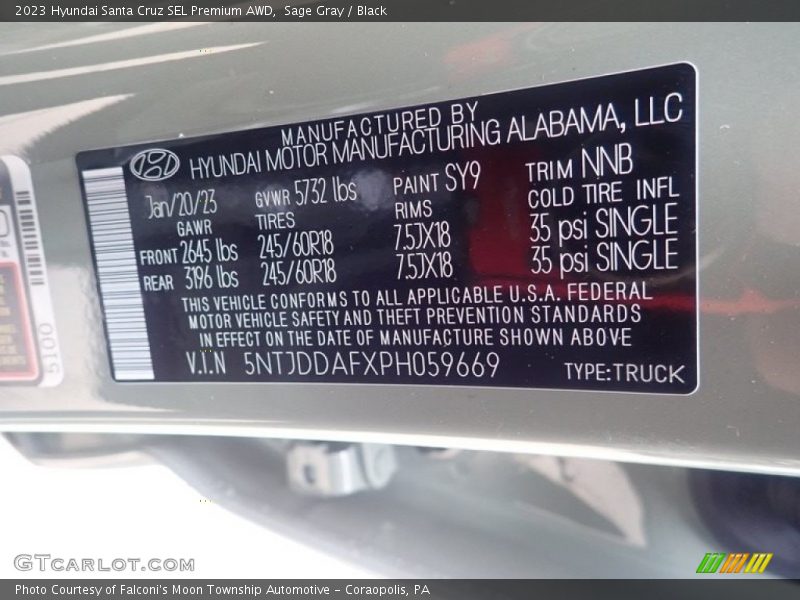 2023 Hyundai Santa Cruz SEL Premium AWD, Sage Gray / Black
MANUFACTURED BY
HYUNDAI MOTOR MANUFACTURING ALABAMA, LLC
Jan/20/23 GVWR 5732 lbs PAINT SY9 TRIM NNB
GAWR TIRES RIMS COLD TIRE INFL
FRONT 2645 lbs 245/60R18 7.5JX18 35 psi SINGLE
REAR 3196 lbs 245/60R18 7.5JX18 35 psi SINGLE
THIS VEHICLE CONFORMS TO ALL APPLICABLE U.S.A. FEDERAL
MOTOR VEHICLE SAFETY AND THEFT PREVENTION STANDARDS
IN EFFECT ON THE DATE OF MANUFACTURE SHOWN ABOVE
V.I.N 5NTJDDAFXPH059669 TYPE:TRUCK
5100
GTCARLOT.COM
Photo Courtesy of Falconi's Moon Township Automotive - Coraopolis, PA